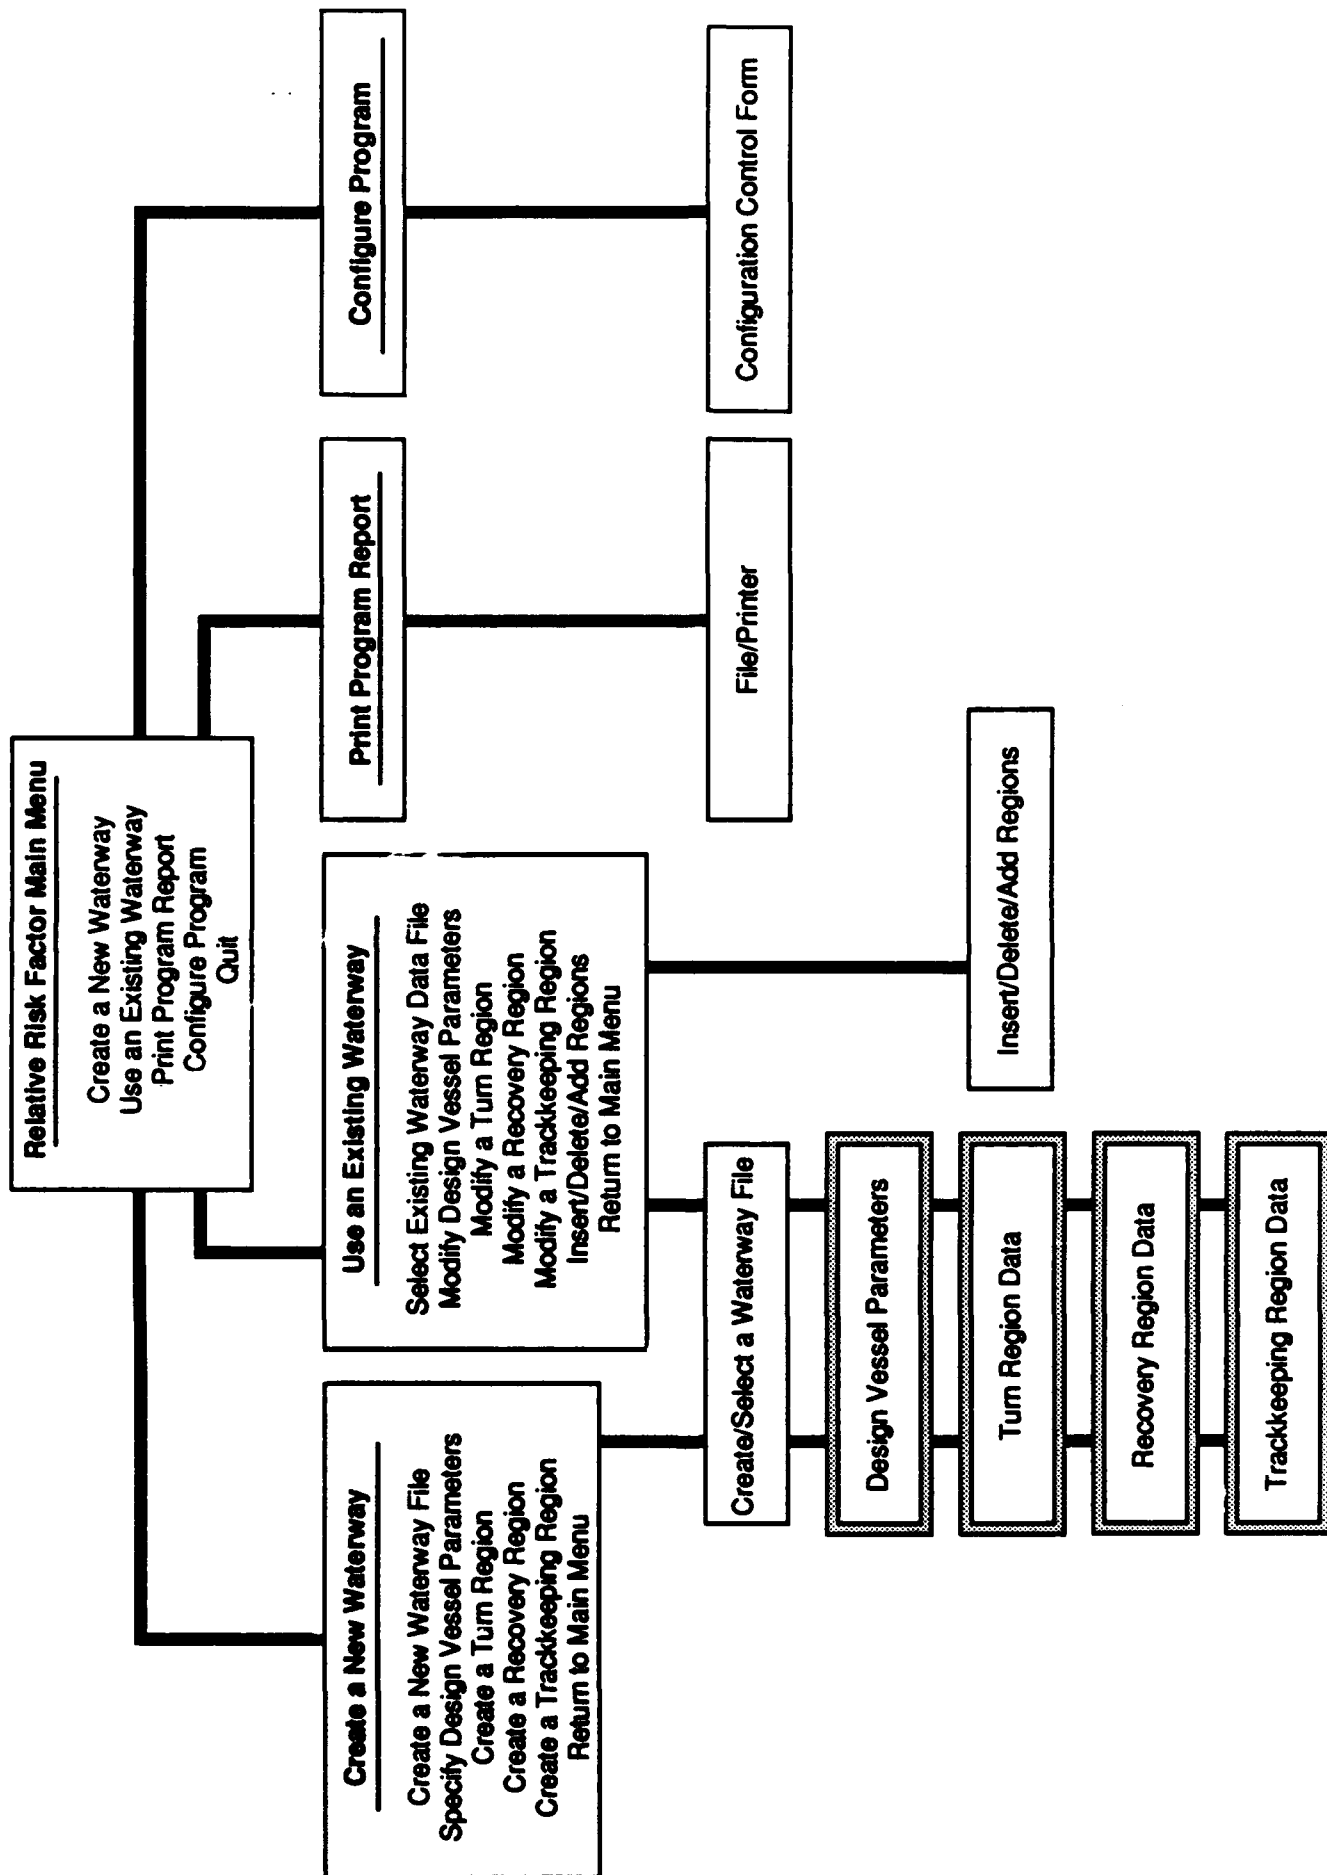 Relative Risk Factor Main Menu
Create a New Waterway
Use an Existing Waterway
Print Program Report
Configure Program
Quit
Create a New Waterway
Create a New Waterway File
Specify Design Vessel Parameters
Create a Turn Region
Create a Recovery Region
Create a Trackkeeping Region
Return to Main Menu
Use an Existing Waterway
Select Existing Waterway Data File
Modify Design Vessel Parameters
Modify a Turn Region
Modify a Recovery Region
Modify a Trackkeeping Region
Insert/Delete/Add Regions
Return to Main Menu
Print Program Report
Configure Program
Create/Select a Waterway File
File/Printer
Configuration Control Form
Design Vessel Parameters
Turn Region Data
Insert/Delete/Add Regions
Recovery Region Data
Trackkeeping Region Data